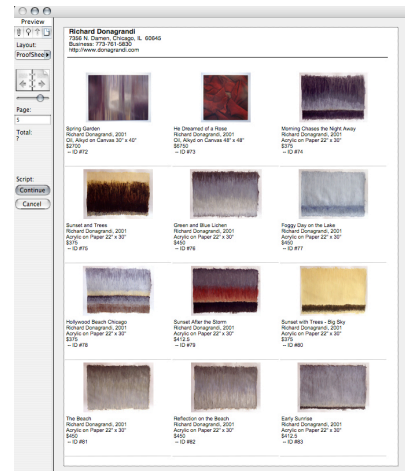 Preview
Layout:
ProofSheet
Page:
5
Total:
?
Script:
Continue
Cancel
Richard Donagrandi
7356 N. Damen, Chicago, IL 60645
Business: 773-761-5830
http://www.donagrandi.com
Spring Garden
Richard Donagrandi, 2001
Oil, Alkyd on Canvas 30" x 40"
$2700
-- ID #72
He Dreamed of a Rose
Richard Donagrandi, 2001
Oil, Alkyd on Canvas 48" x 48"
$6750
-- ID #73
Morning Chases the Night Away
Richard Donagrandi, 2001
Acrylic on Paper 22" x 30"
$375
-- ID #74
Sunset and Trees
Richard Donagrandi, 2001
Acrylic on Paper 22" x 30"
$375
-- ID #75
Green and Blue Lichen
Richard Donagrandi, 2001
Acrylic on Paper 22" x 30"
$450
-- ID #76
Foggy Day on the Lake
Richard Donagrandi, 2001
Acrylic on Paper 22" x 30"
$450
-- ID #77
Hollywood Beach Chicago
Richard Donagrandi, 2001
Acrylic on Paper 22" x 30"
$375
-- ID #78
Sunset After the Storm
Richard Donagrandi, 2001
Acrylic on Paper 22" x 30"
$412.5
-- ID #79
Sunset with Trees - Big Sky
Richard Donagrandi, 2001
Acrylic on Paper 22" x 30"
$375
-- ID #80
The Beach
Richard Donagrandi, 2001
Acrylic on Paper 22" x 30"
$450
-- ID #81
Reflection on the Beach
Richard Donagrandi, 2001
Acrylic on Paper 22" x 30"
$450
-- ID #82
Early Sunrise
Richard Donagrandi, 2001
Acrylic on Paper 22" x 30"
$412.5
-- ID #83